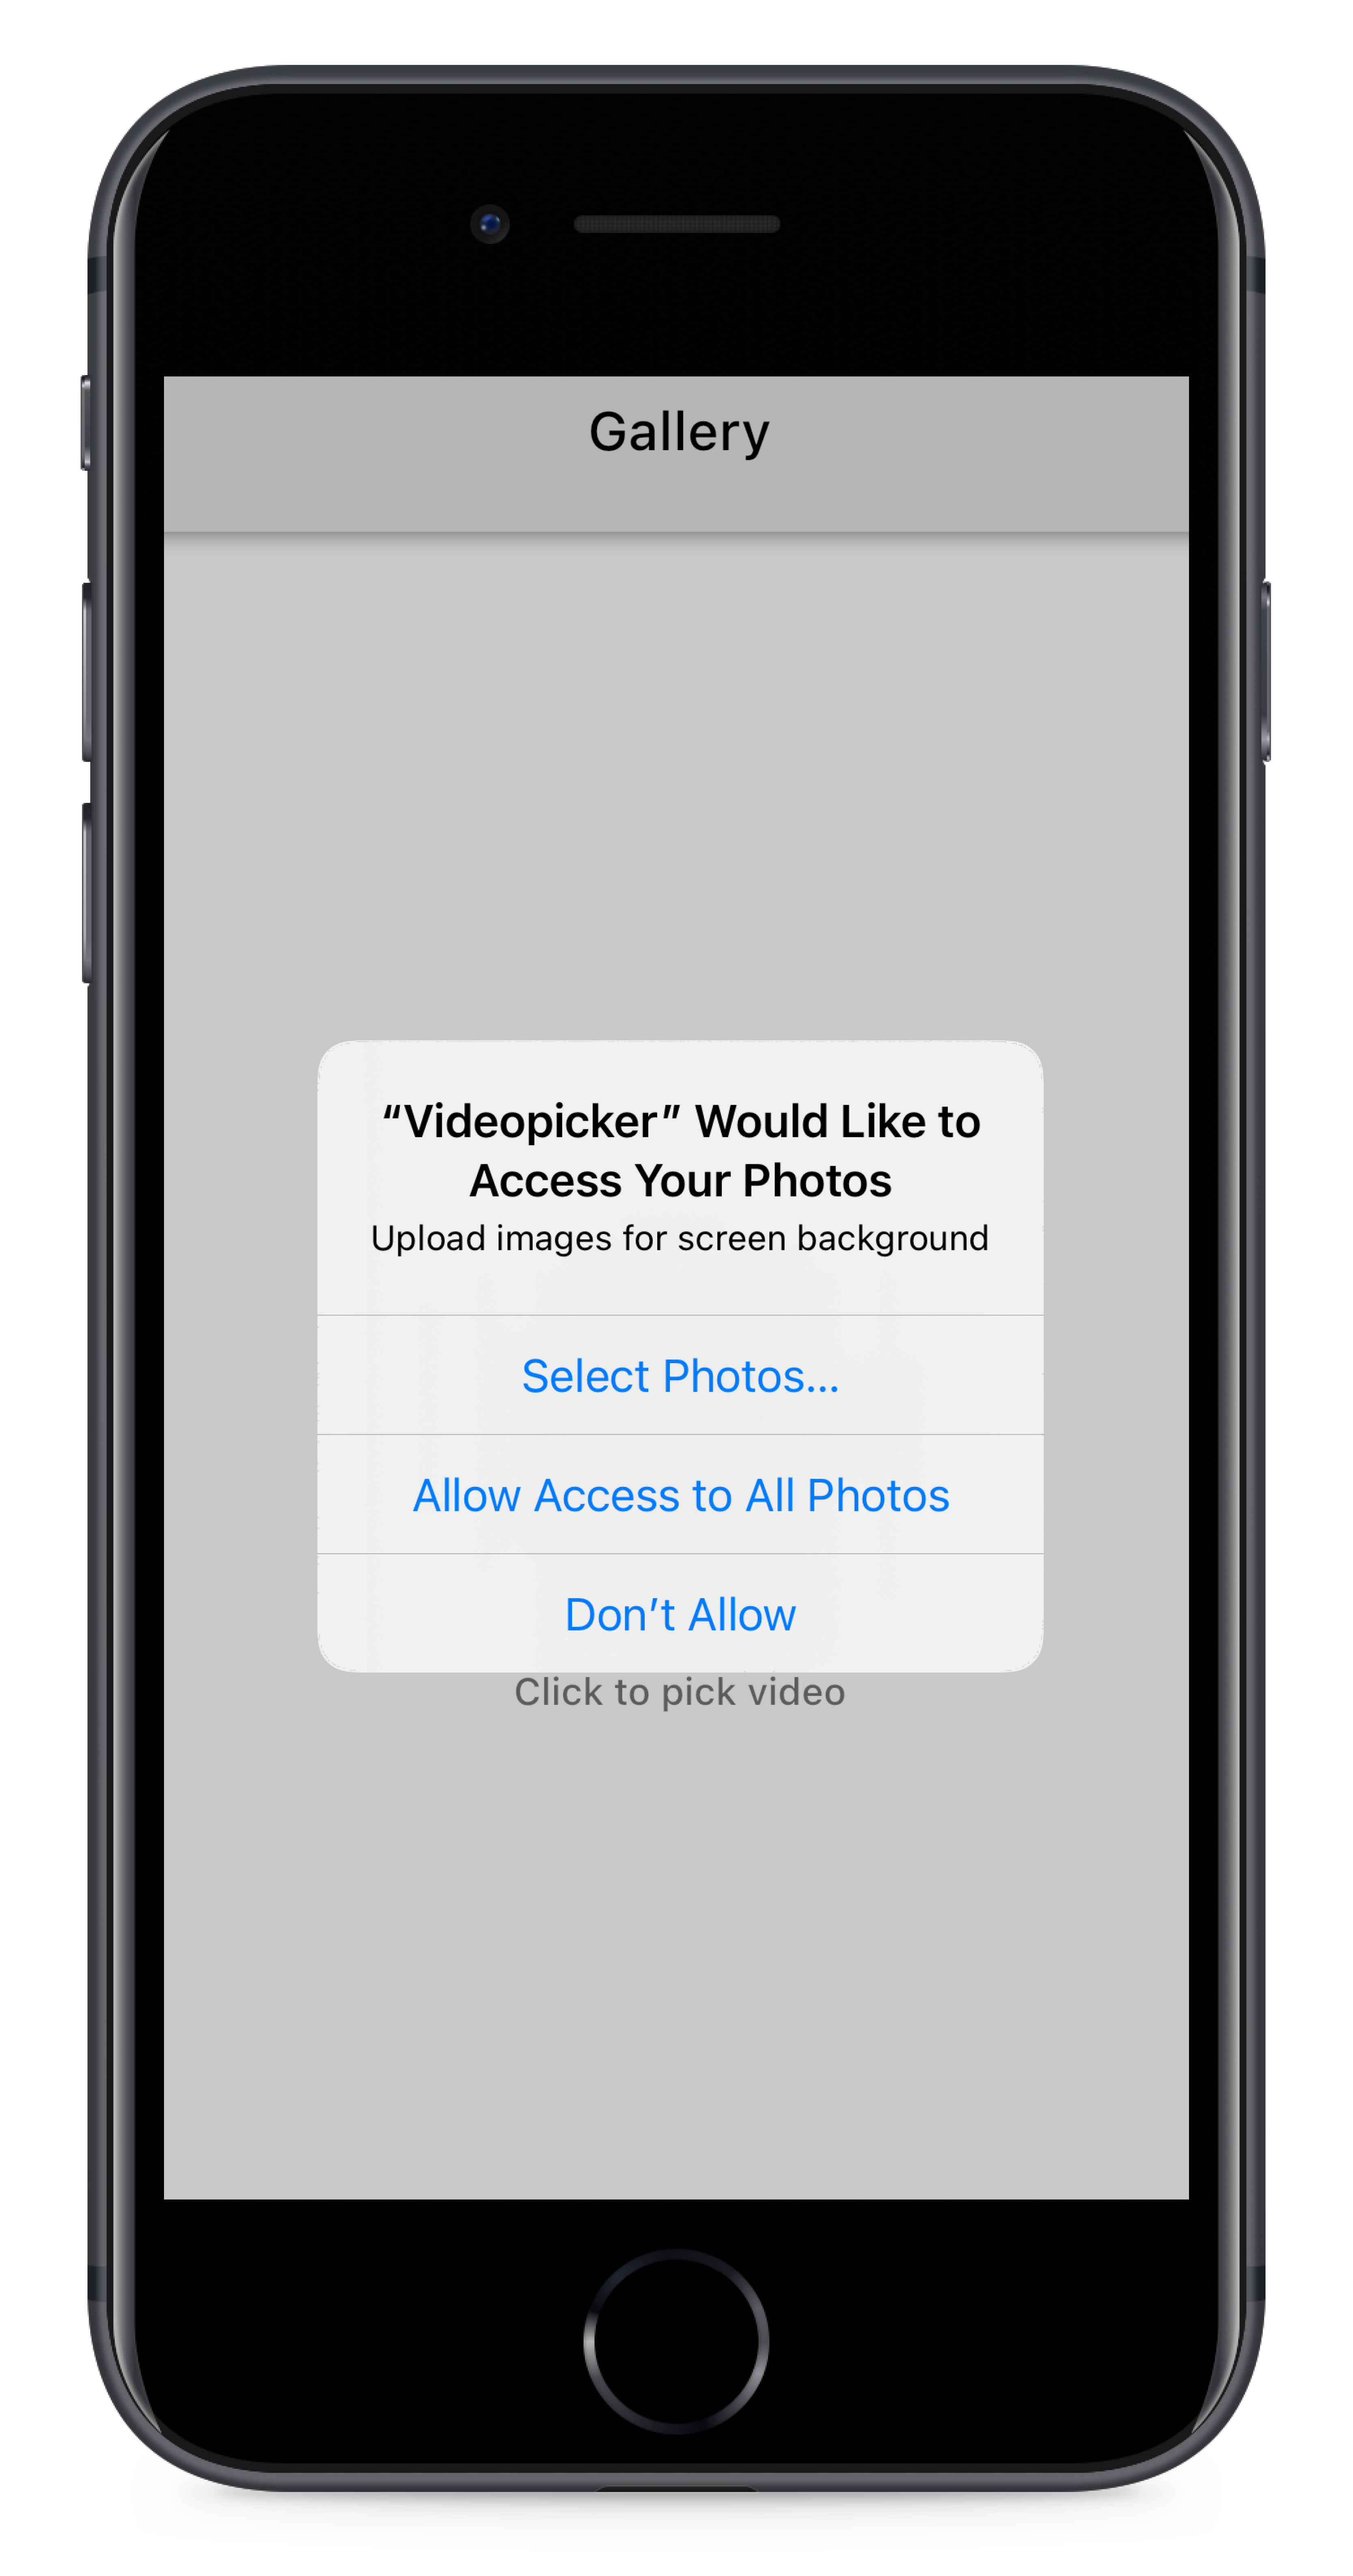 Gallery
“Videopicker” Would Like to
Access Your Photos
Upload images for screen background
Select Photos...
Allow Access to All Photos
Don’t Allow
Click to pick video